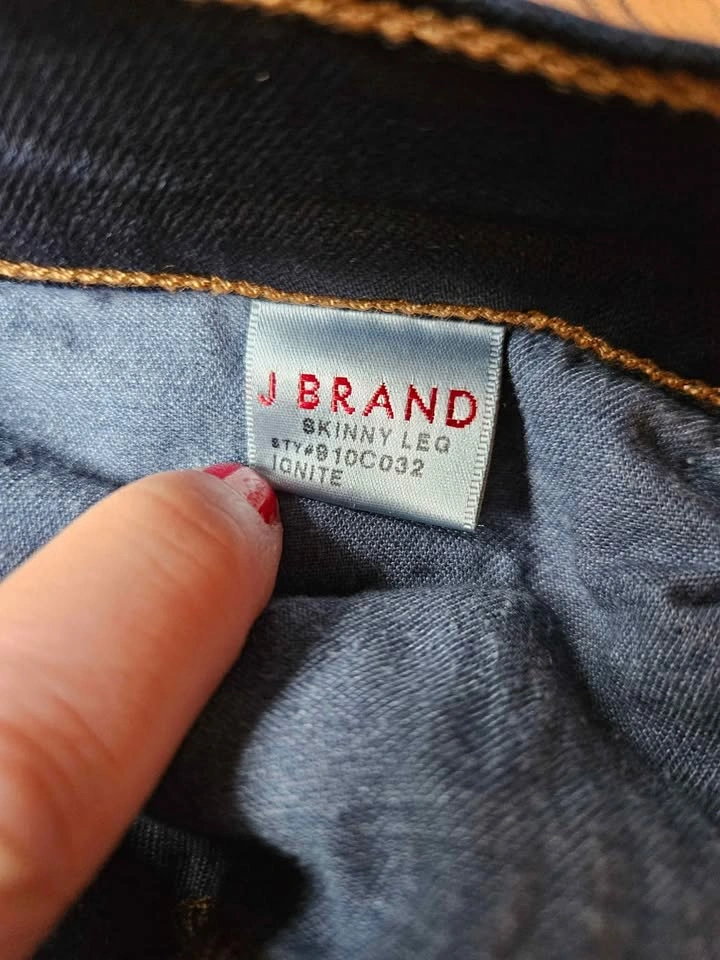 J BRAND
SKINNY LEG
STY#910C032
IGNITE